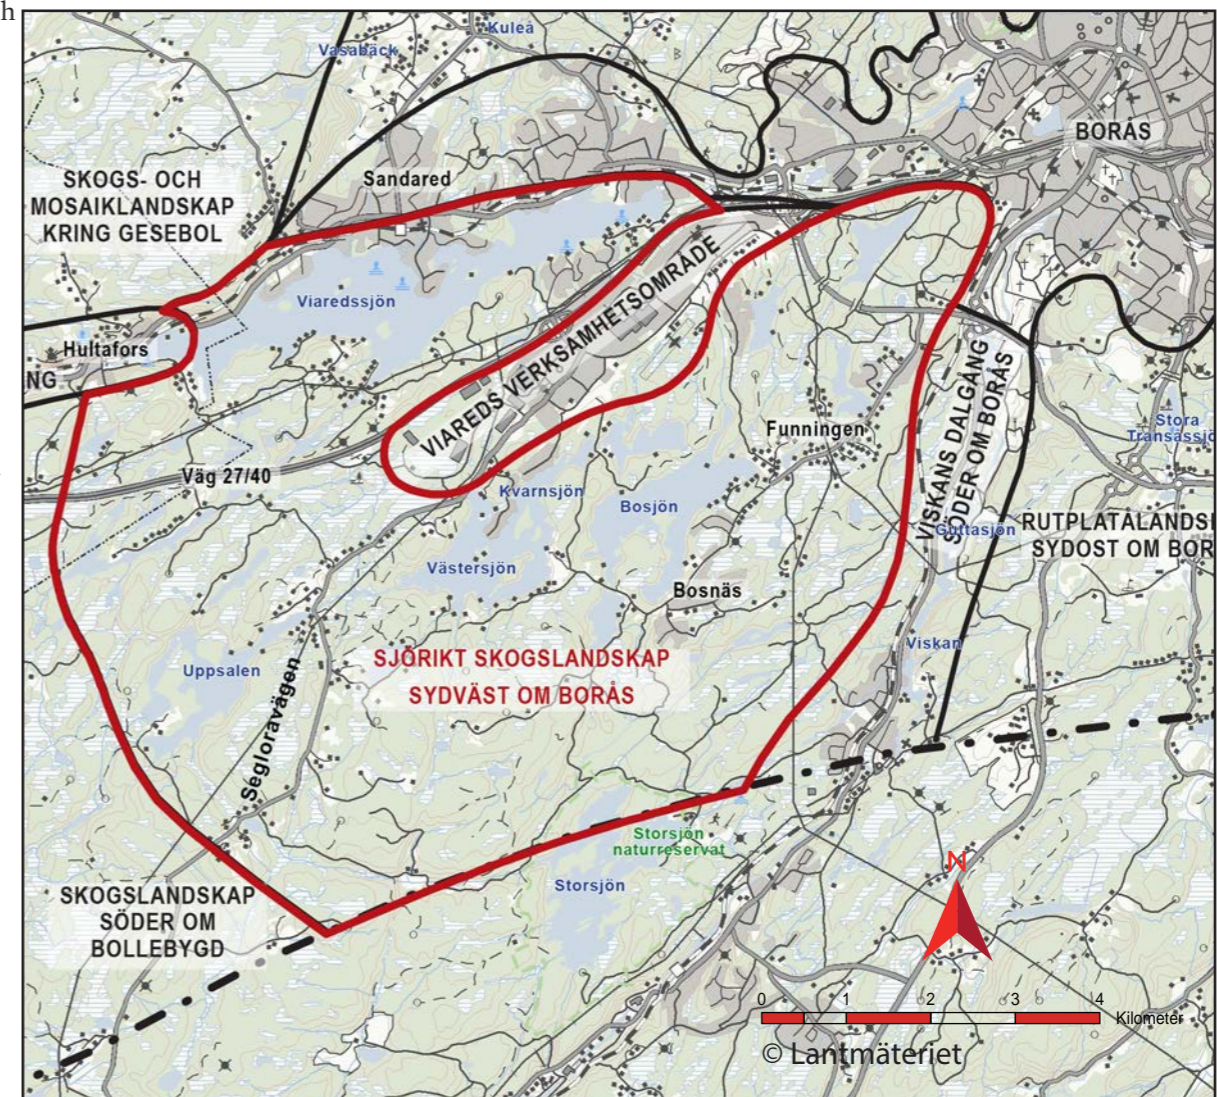 h
Kuleå
Vasabäck
BORÅS
SKOGS- OCH
MOSAIKLANDSKAP
KRING GESEBOL
Sandared
Viaredssjön
Hultafors
NG
VIAREDS VERKSAMHETSOMRÅDE
VISKANS DALGÅNG
SÖDER OM BORÅS
Funningen
Stora
Transåssjö
Väg 27/40
Kvarnsjön
Bosjön
Guttasjön
RUTPLATALANDS
SYDOST OM BOR
Västersjön
Bosnäs
Viskan
Uppsalen
SJÖRIKT SKOGSLANDSKAP
SYDVÄST OM BORÅS
Segloravägen
Storsjön
naturreservat
Storsjön
SKOGSLANDSKAP
SÖDER OM
BOLLEBYGD
N
0 1 2 3 4
Kilometer
© Lantmäteriet